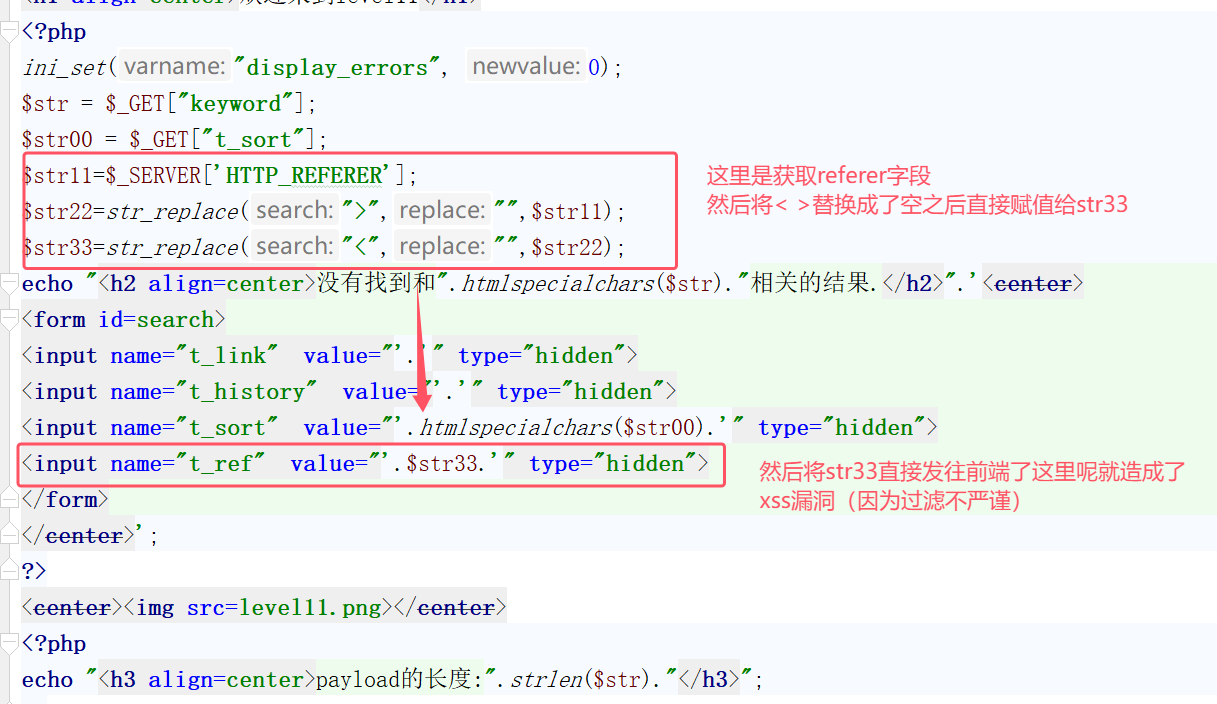 <?php
ini_set( varname: "display_errors", newvalue: 0);
$str = $_GET["keyword"];
$str00 = $_GET["t_sort"];
$str11=$_SERVER['HTTP_REFERER'];
$str22=str_replace( search: ">", replace: "",$str11);
$str33=str_replace( search: "<", replace: "",$str22);
这里是获取referer字段
然后将< >替换成了空之后直接赋值给str33
echo "<h2 align=center>没有找到和".htmlspecialchars($str)."相关的结果.</h2>".'<center>
<form id=search>
<input name="t_link"  value="'.'" type="hidden">
<input name="t_history"  value="'.'" type="hidden">
<input name="t_sort"  value="'.htmlspecialchars($str00).'" type="hidden">
<input name="t_ref"  value="'.$str33.'" type="hidden">
然后将str33直接发往前端了这里呢就造成了
xss漏洞（因为过滤不严谨）
</form>
</center>';
?>
<center><img src=level11.png></center>
<?php
echo "<h3 align=center>payload的长度:".strlen($str)."</h3>";